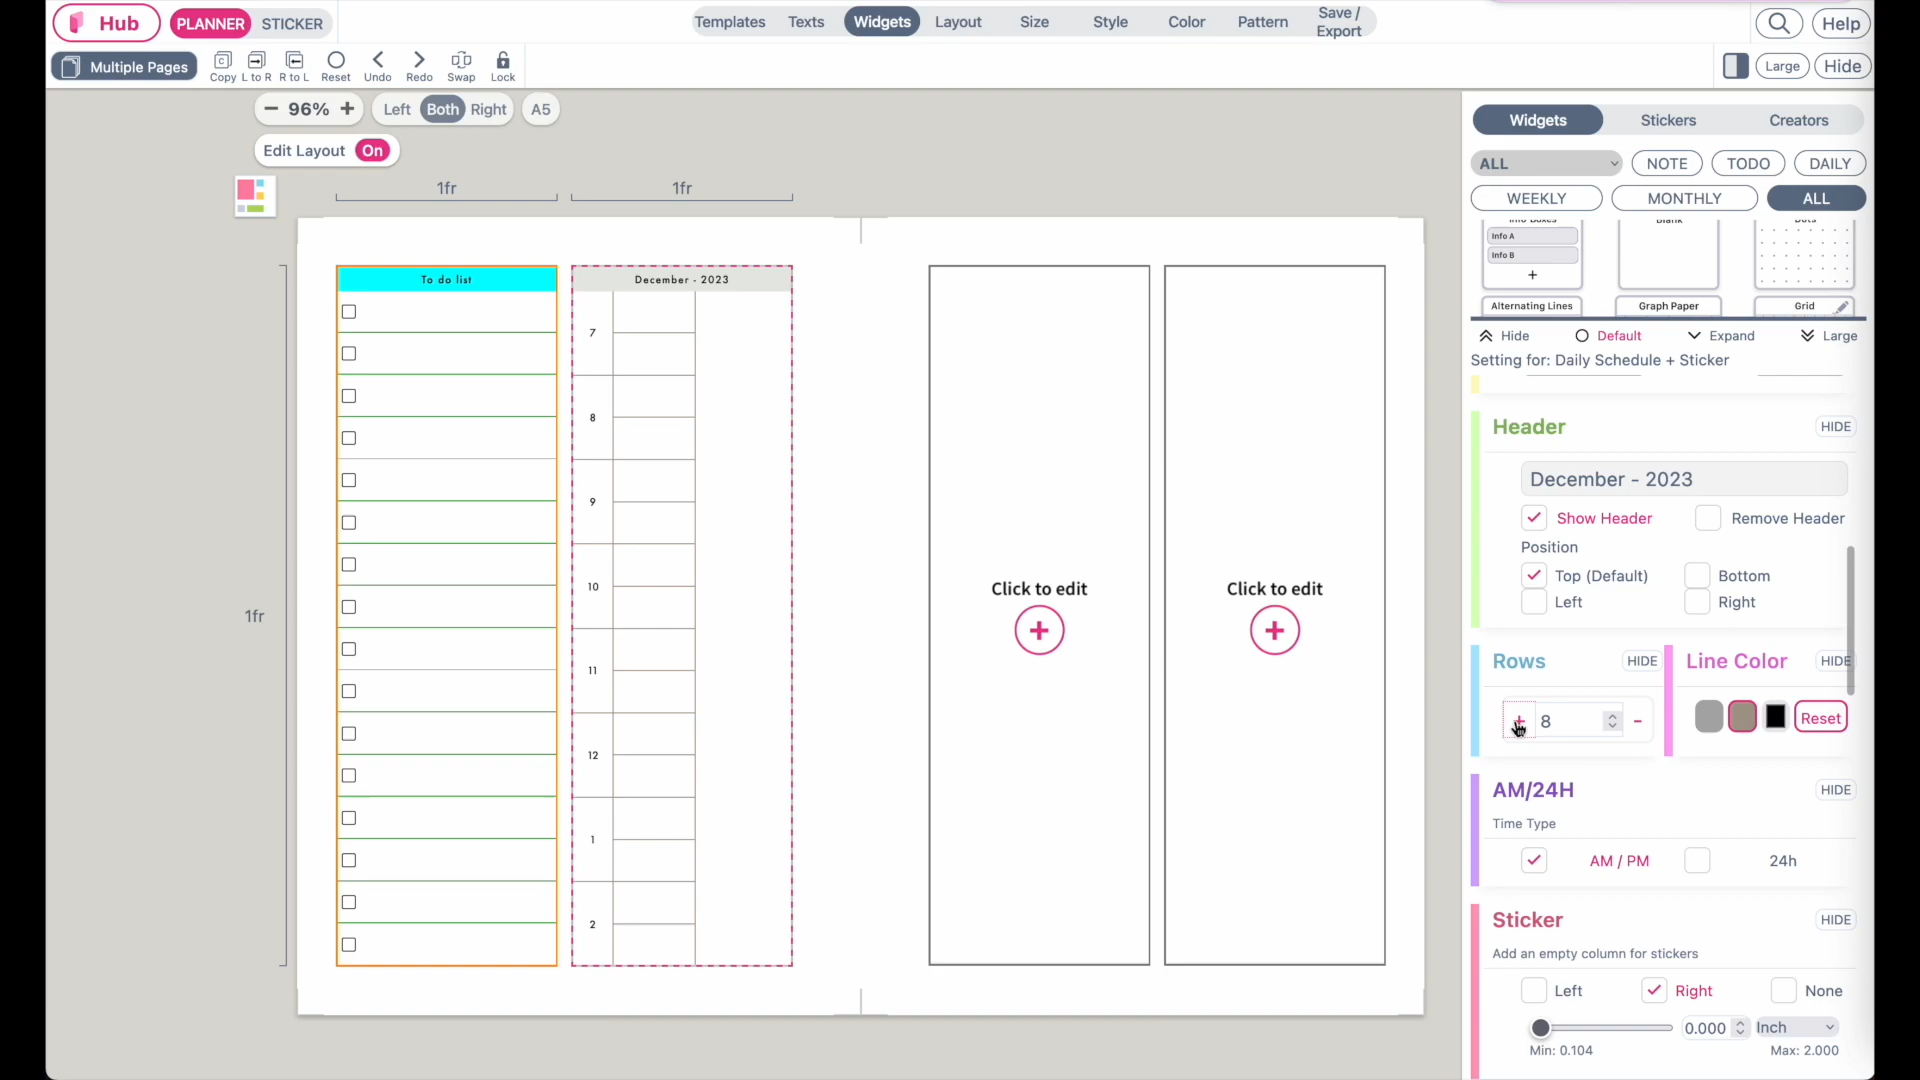 Hub
PLANNER
STICKER
Templates
Texts
Widgets
Layout
Size
Style
Color
Pattern
Save /
Export
Help
Multiple Pages
Copy
L to R
R to L
Reset
Undo
Redo
Swap
Lock
Large
Hide
96%
Left
Both
Right
A5
Edit Layout
On
1fr
1fr
1fr
To do list
December - 2023
7
8
9
10
11
12
1
2
Click to edit
Click to edit
Widgets
Stickers
Creators
ALL
NOTE
TODO
DAILY
WEEKLY
MONTHLY
ALL
Info Boxes
Blank
Dots
Info A
Info B
Alternating Lines
Graph Paper
Grid
Hide
Default
Expand
Large
Setting for: Daily Schedule + Sticker
Header
HIDE
December - 2023
Show Header
Remove Header
Position
Top (Default)
Bottom
Left
Right
Rows
HIDE
Line Color
HIDE
8
Reset
AM/24H
HIDE
Time Type
AM / PM
24h
Sticker
HIDE
Add an empty column for stickers
Left
Right
None
0.000
Inch
Min: 0.104
Max: 2.000